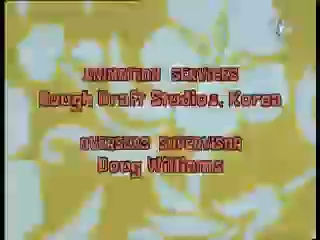 ANIMATION SERVICES
Rough Draft Studios, Korea
OVERSEAS SUPERVISOR
Doug Williams